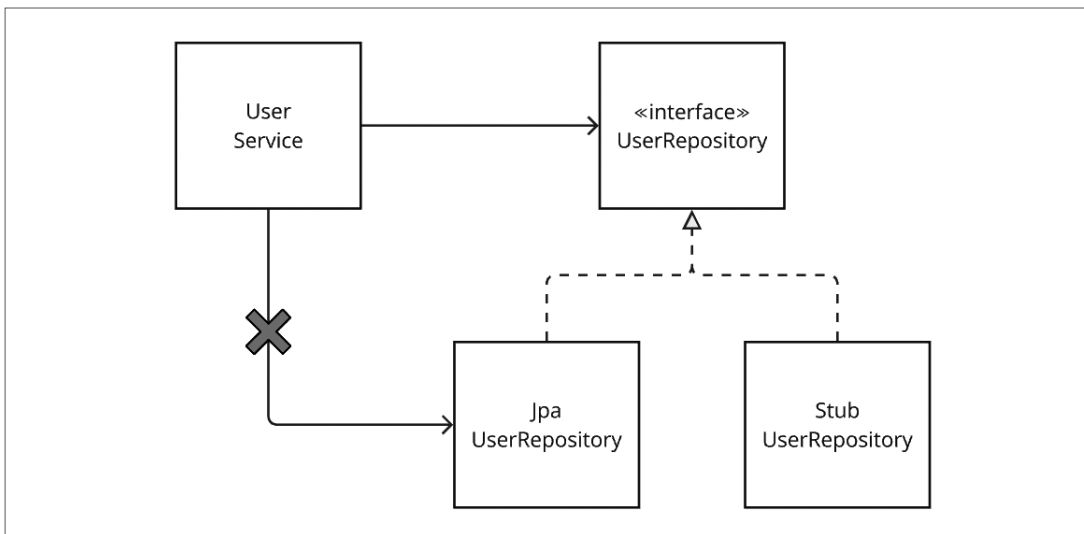 User
Service
≪interface≫
UserRepository
Jpa
UserRepository
Stub
UserRepository